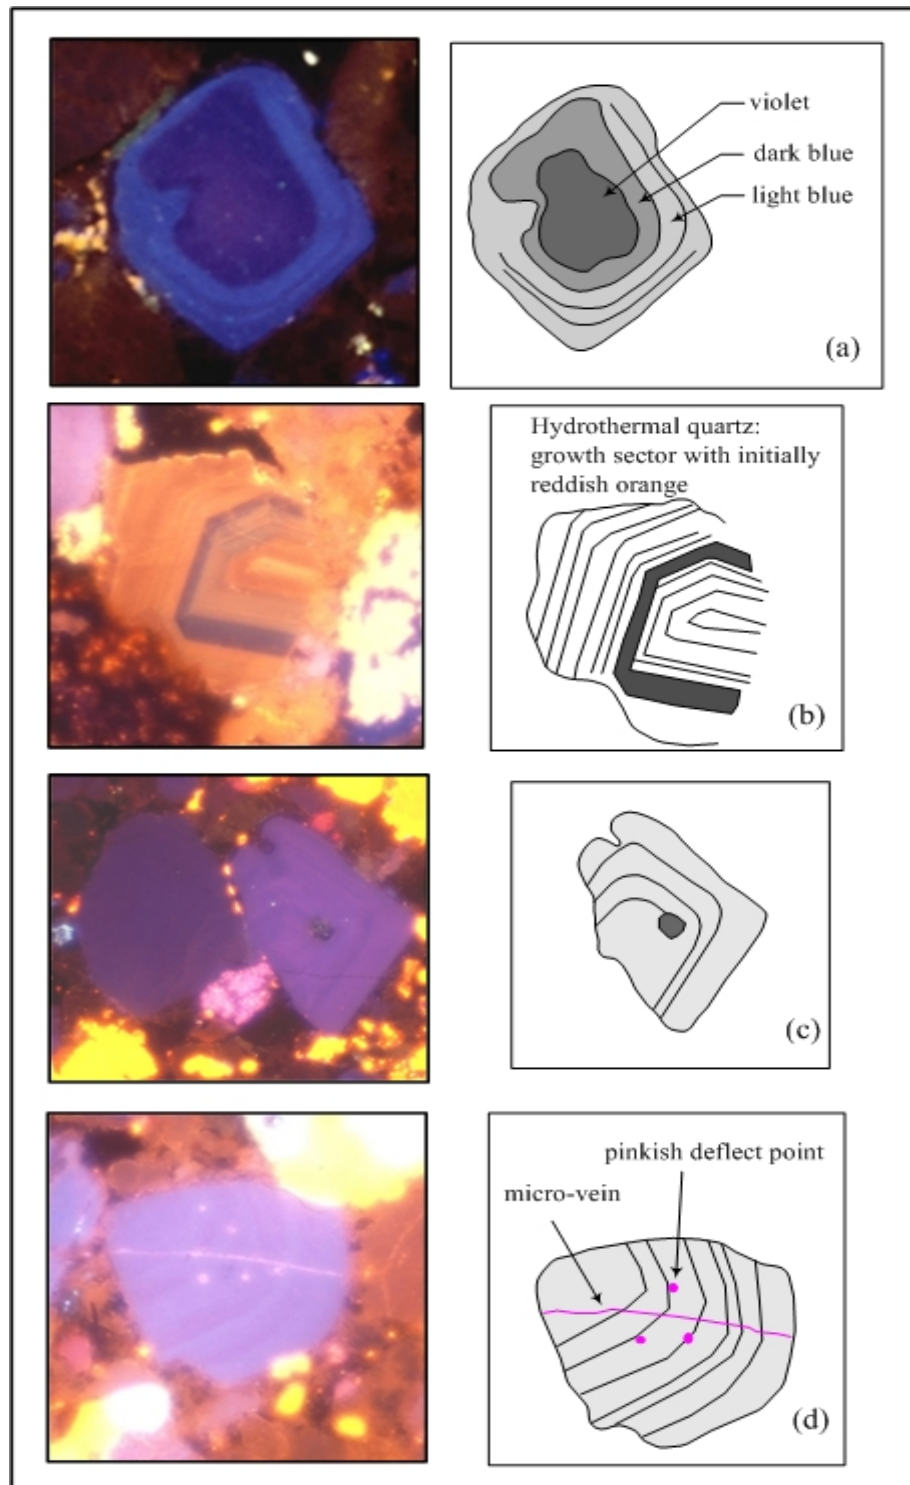 violet
dark blue
light blue
(a)
Hydrothermal quartz:
growth sector with initially
reddish orange
(b)
(c)
pinkish deflect point
micro-vein
(d)